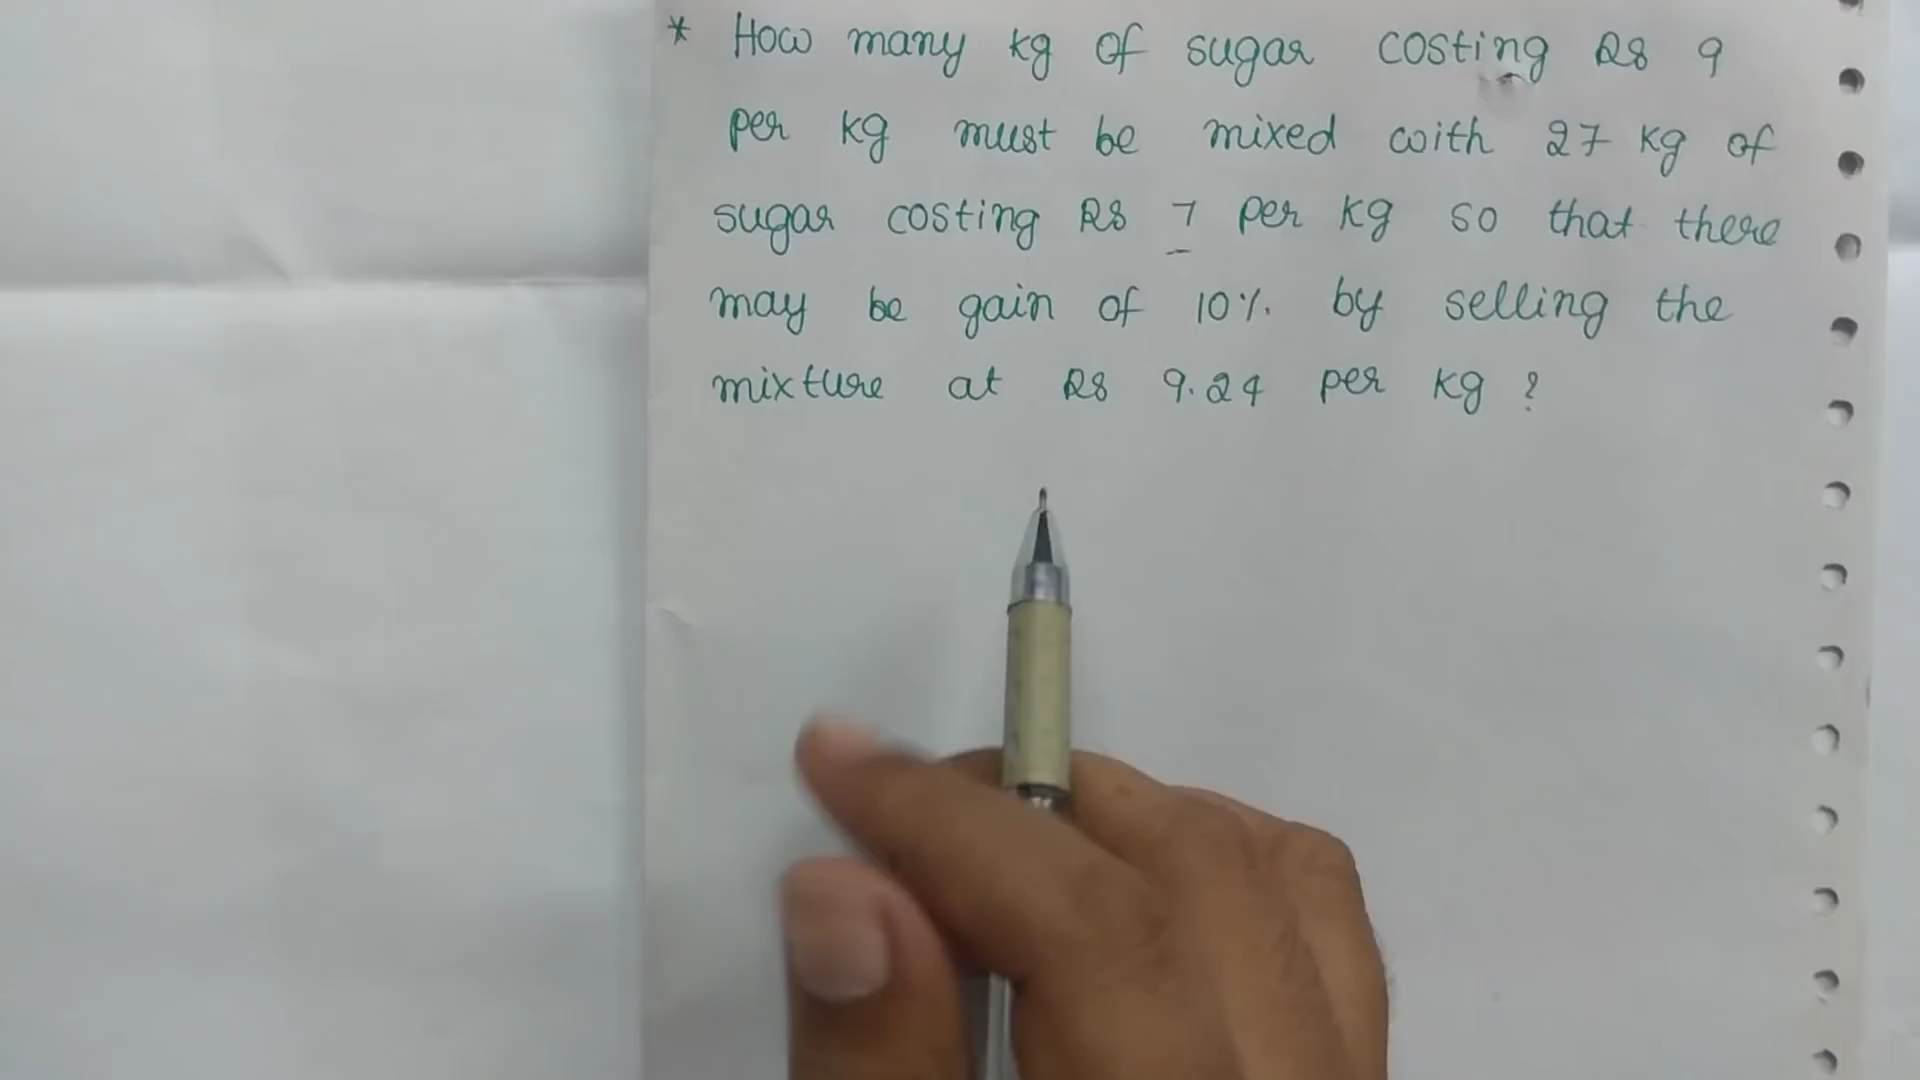 * How many kg of sugar costing Rs 9
per kg must be mixed with 27 kg of
sugar costing Rs 7 per kg so that there
may be gain of 10%. by selling the
mixture at Rs 9.24 per kg ?